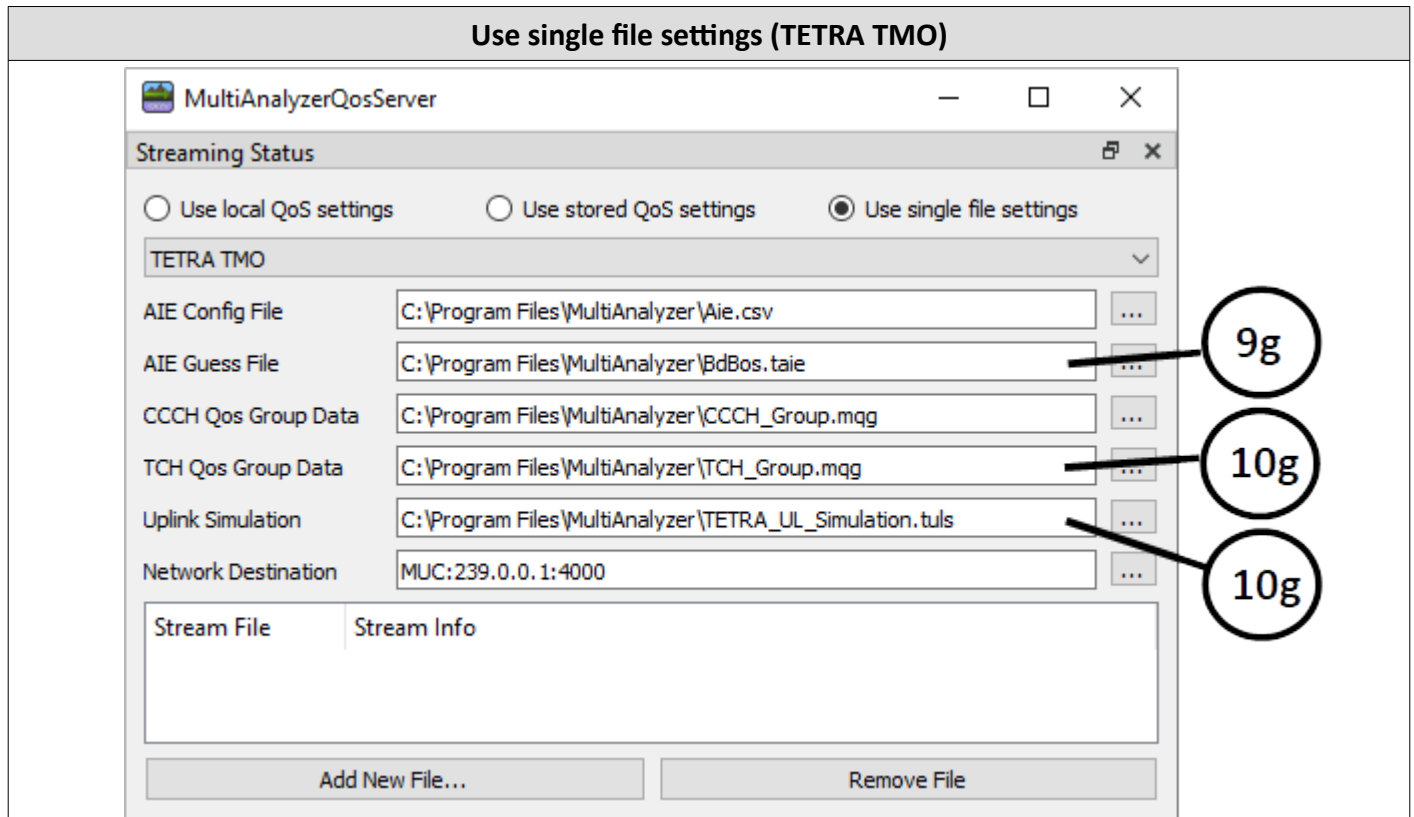 Use single file settings (TETRA TMO)
MultiAnalyzerQosServer
Streaming Status
Use local QoS settings Use stored QoS settings Use single file settings
TETRA TMO
AIE Config File C:\Program Files\MultiAnalyzer\Aie.csv ...
AIE Guess File C:\Program Files\MultiAnalyzer\BdBos.taie ... 9g
CCCH Qos Group Data C:\Program Files\MultiAnalyzer\CCCH_Group.mqg ...
TCH Qos Group Data C:\Program Files\MultiAnalyzer\TCH_Group.mqg ... 10g
Uplink Simulation C:\Program Files\MultiAnalyzer\TETRA_UL_Simulation.tuls ...
Network Destination MUC:239.0.0.1:4000 ... 10g
Stream File Stream Info
Add New File... Remove File